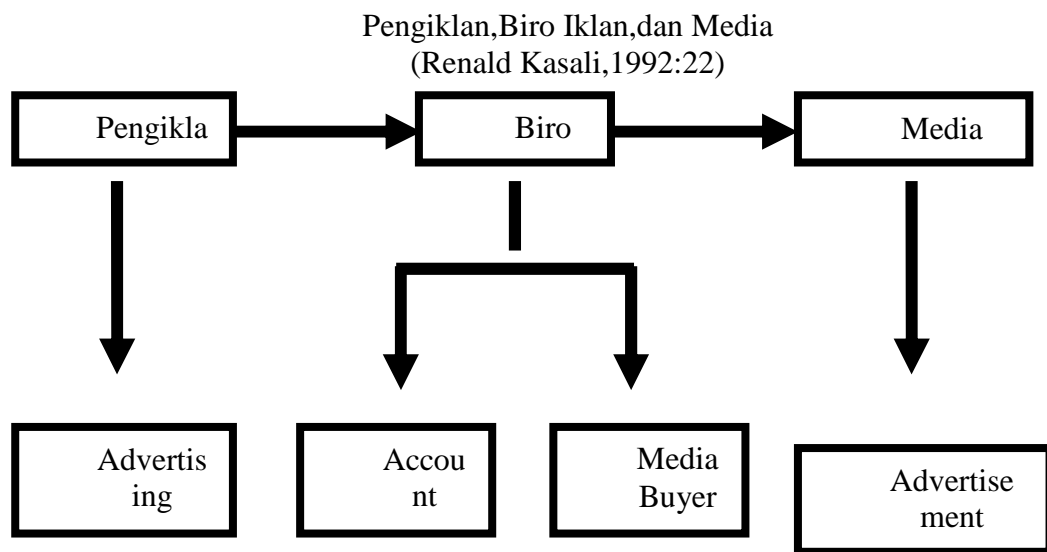 Pengiklan,Biro Iklan,dan Media
(Renald Kasali,1992:22)
Pengikla
Biro
Media
Advertis
ing
Accou
nt
Media
Buyer
Advertise
ment